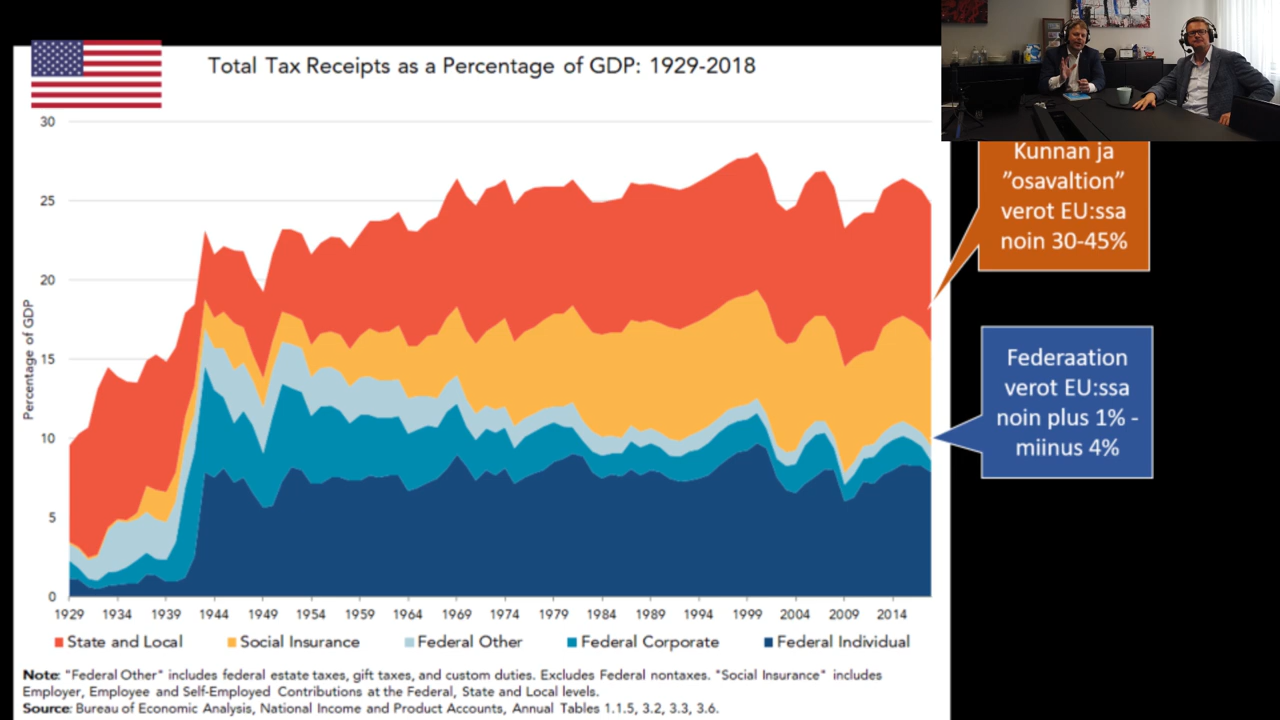 Total Tax Receipts as a Percentage of GDP: 1929-2018
Percentage of GDP
30
25
20
15
10
5
0
1929 1934 1939 1944 1949 1954 1959 1964 1969 1974 1979 1984 1989 1994 1999 2004 2009 2014
State and Local Social Insurance Federal Other Federal Corporate Federal Individual
Note: "Federal Other" includes federal estate taxes, gift taxes, and custom duties. Excludes Federal nontaxes. "Social Insurance" includes
Employer, Employee and Self-Employed Contributions at the Federal, State and Local levels.
Source: Bureau of Economic Analysis, National Income and Product Accounts, Annual Tables 1.1.5, 3.2, 3.3, 3.6.
Kunnan ja
”osavaltion”
verot EU:ssa
noin 30-45%
Federaation
verot EU:ssa
noin plus 1% -
miinus 4%